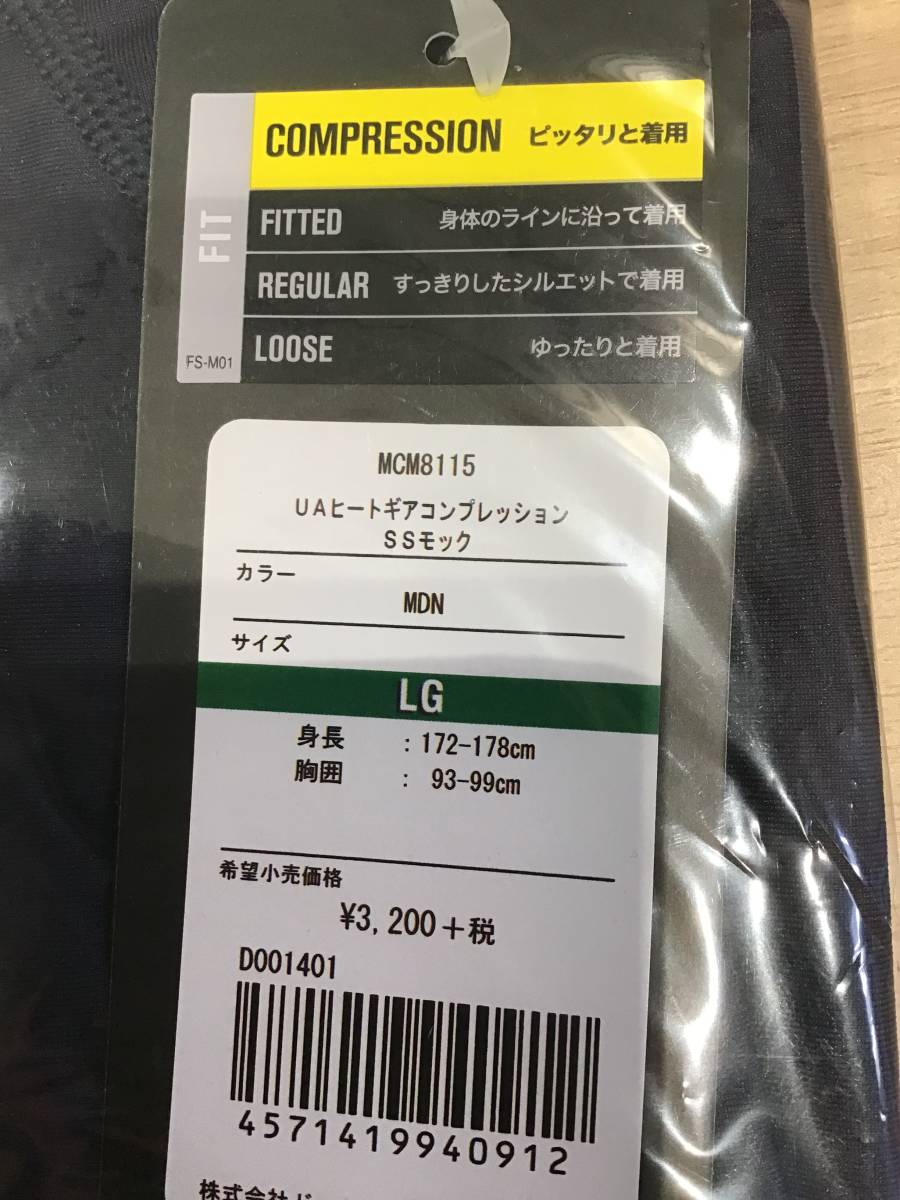 COMPRESSION ピッタリと着用
FIT
FITTED 身体のラインに沿って着用
REGULAR すっきりしたシルエットで着用
LOOSE ゆったりと着用
FS-M01
MCM8115
UAヒートギアコンプレッション
SSモック
カラー
MDN
サイズ
LG
身長 : 172-178cm
胸囲 : 93-99cm
希望小売価格
¥3,200+税
D001401
4571419940912
株式会社ド